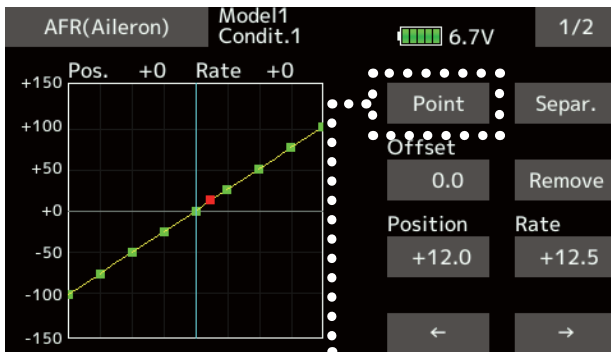 AFR(Aileron)
Model1
Condit.1
6.7V
1/2
Pos. +0 Rate +0
+150
+100
+50
+0
-50
-100
-150
Point
Separ.
Offset
0.0
Remove
Position
Rate
+12.0
+12.5
←
→